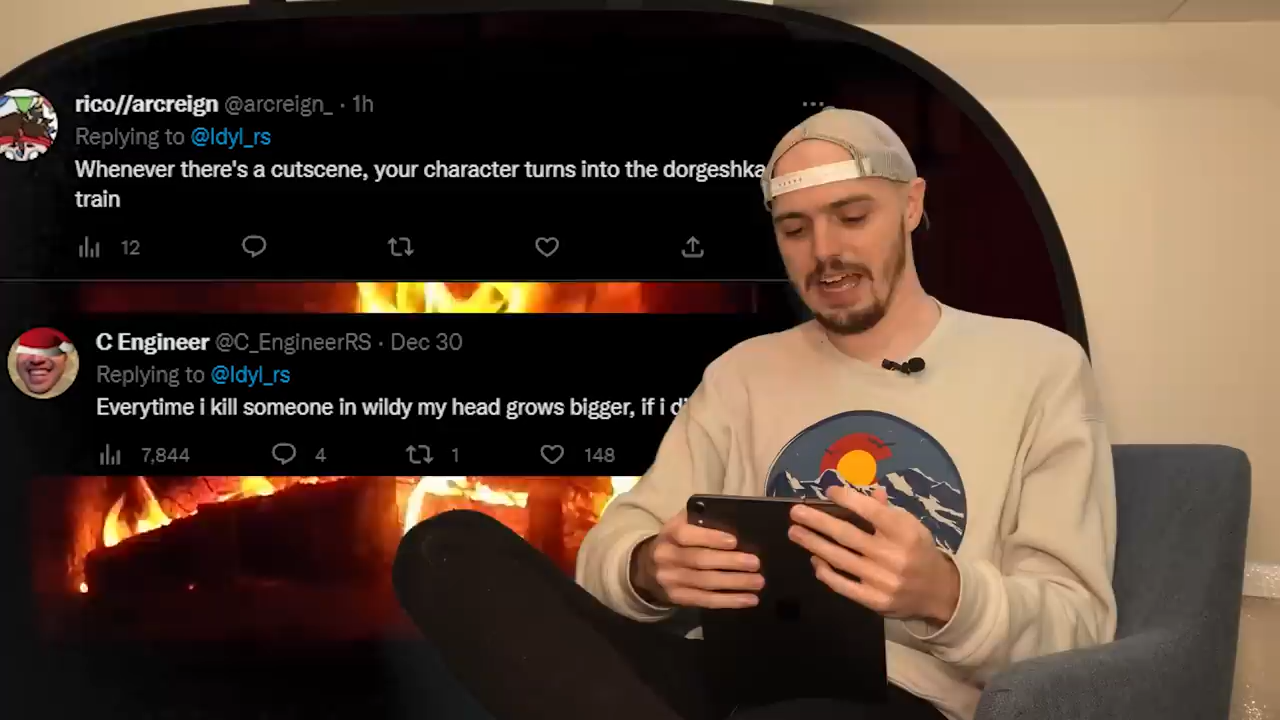 rico//arcreign @arcreign_ · 1h
Replying to @Idyl_rs
Whenever there's a cutscene, your character turns into the dorgeshka
train
12
C Engineer @C_EngineerRS · Dec 30
Replying to @Idyl_rs
Everytime i kill someone in wildy my head grows bigger, if i di
7,844 4 1 148